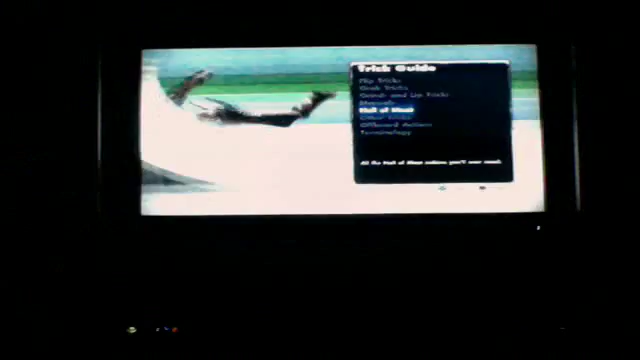 Trick Guide
Flip Tricks
Grab Tricks
Grinds and Lip Tricks
Manuals
Hall of Meat
Other Tricks
Offboard Actions
Terminology
All the Hall of Meat actions you'll ever need.